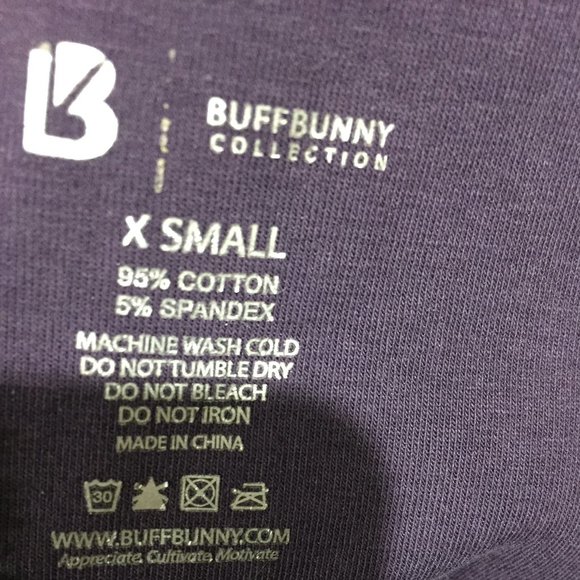 B
BUFFBUNNY
COLLECTION
X SMALL
95% COTTON
5% SPANDEX
MACHINE WASH COLD
DO NOT TUMBLE DRY
DO NOT BLEACH
DO NOT IRON
MADE IN CHINA
30
WWW.BUFFBUNNY.COM
Appreciate. Cultivate. Motivate